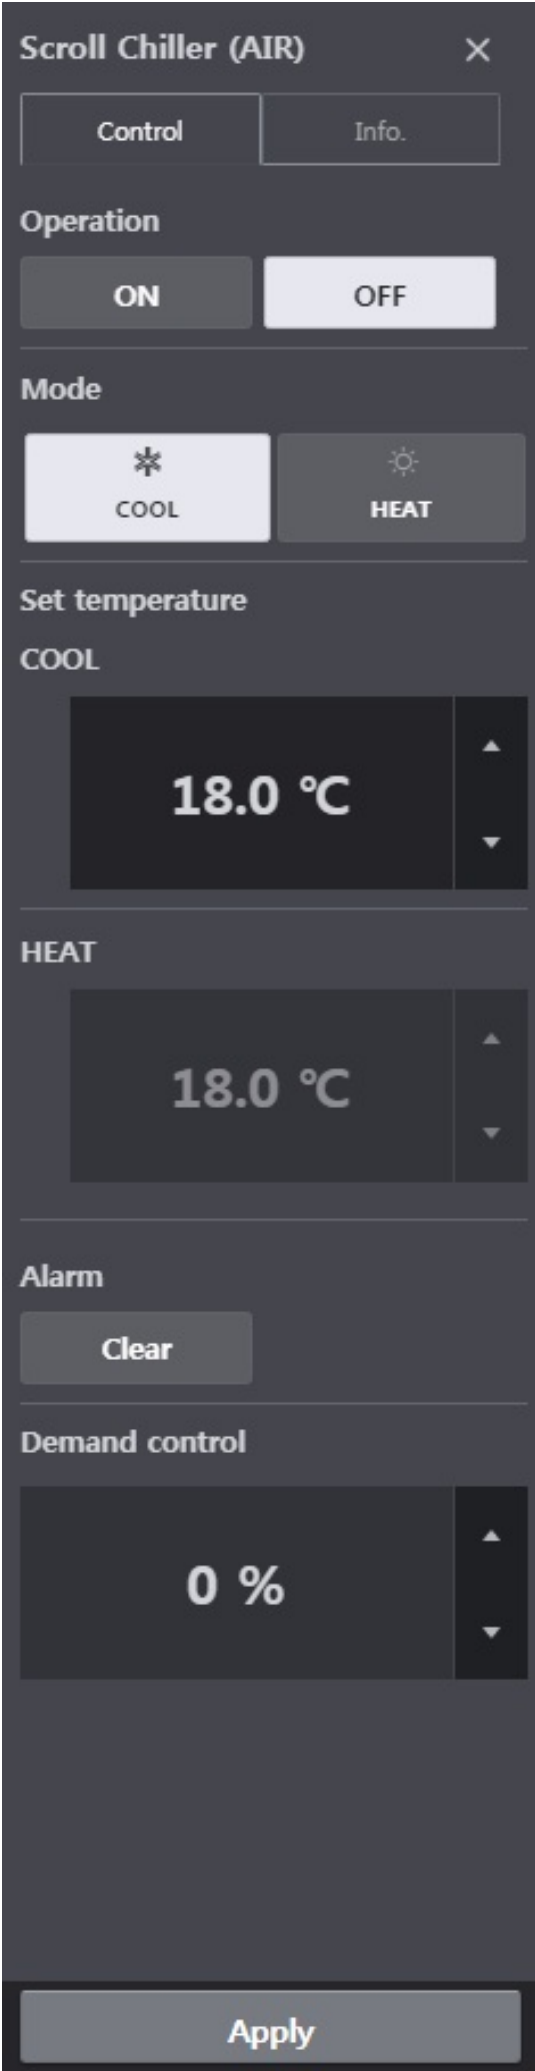 Scroll Chiller (AIR) ×
Control Info.
Operation
ON OFF
Mode
COOL HEAT
Set temperature
COOL
18.0 ℃
HEAT
18.0 ℃
Alarm
Clear
Demand control
0 %
Apply